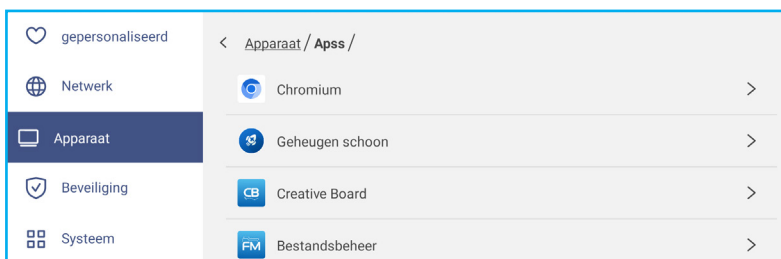 gepersonaliseerd
Netwerk
Apparaat
Beveiliging
Systeem
< Apparaat / Apss /
Chromium
Geheugen schoon
CB Creative Board
FM Bestandsbeheer